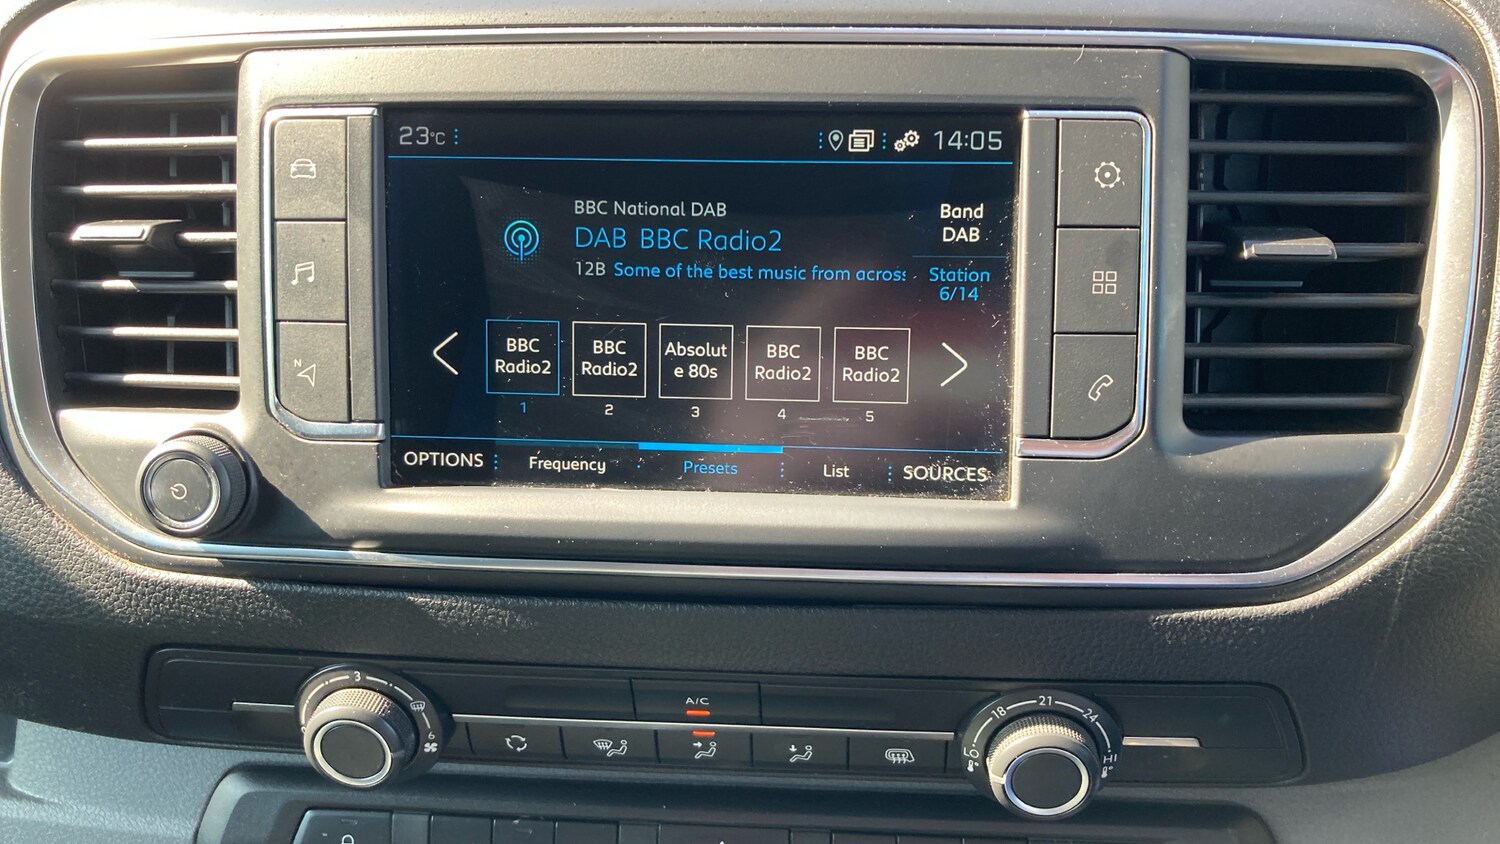 23°C
14:05
BBC National DAB
DAB BBC Radio2
12B Some of the best music from across
Band
DAB
Station
6/14
BBC
Radio2
1
BBC
Radio2
2
Absolut
e 80s
3
BBC
Radio2
4
BBC
Radio2
5
OPTIONS
Frequency
Presets
List
SOURCES
N
3
6
A/C
LO
18
21
24
HI